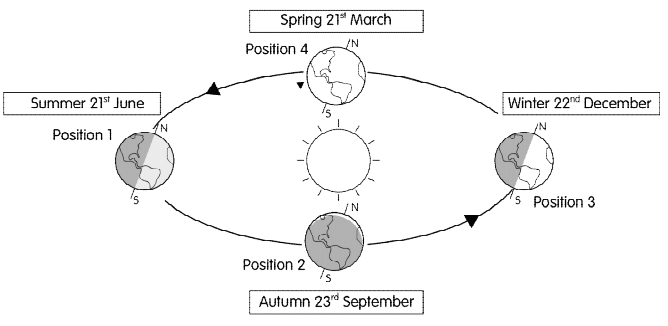 Spring 21st March
Position 4
N
S
Summer 21st June
Position 1
N
S
Winter 22nd December
N
S
Position 3
N
Position 2
S
Autumn 23rd September